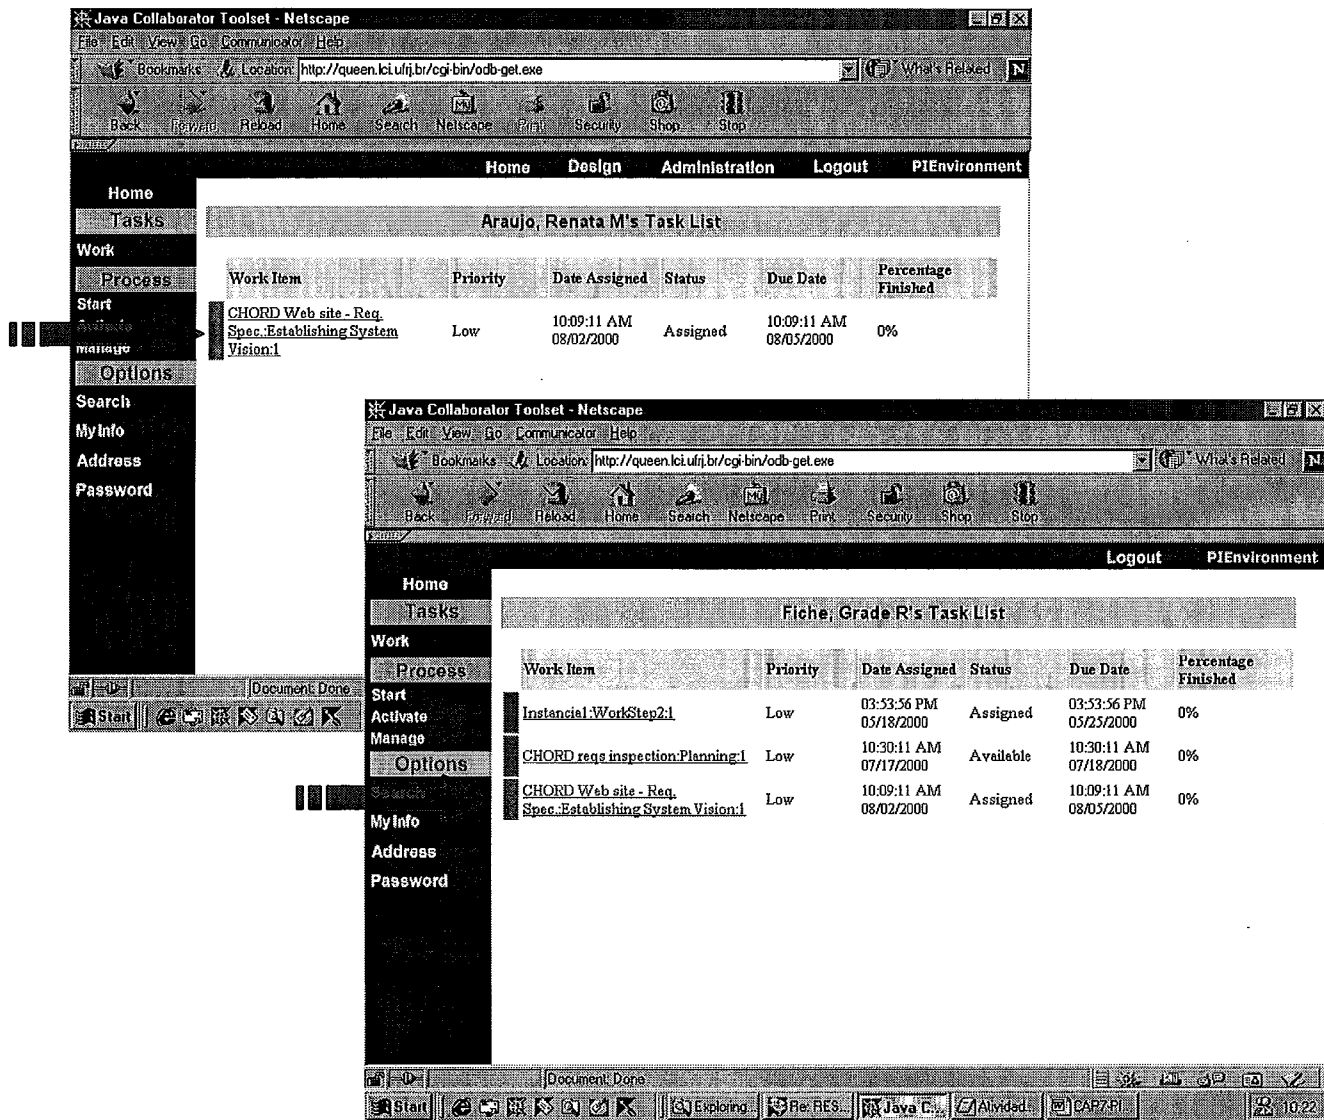 Java Collaborator Toolset - Netscape
File Edit View Go Communicator Help
Bookmarks Location: http://queen.lci.ufrj.br/cgi-bin/odb-get.exe What's Related N
Back Forward Reload Home Search Netscape Print Security Shop Stop
Home Design Administration Logout PIEnvironment
Home
Tasks
Work
Process
Start
Manage
Options
Search
My Info
Address
Password
Araujo, Renata M's Task List
Work Item Priority Date Assigned Status Due Date Percentage
Finished
CHORD Web site - Req.
Spec.:Establishing System
Vision:1
Low
10:09:11 AM
08/02/2000
Assigned
10:09:11 AM
08/05/2000
0%
Document: Done
Start
Java Collaborator Toolset - Netscape
File Edit View Go Communicator Help
Bookmarks Location: http://queen.lci.ufrj.br/cgi-bin/odb-get.exe What's Related N
Back Forward Reload Home Search Netscape Print Security Shop Stop
Logout PIEnvironment
Home
Tasks
Work
Process
Start
Activate
Manage
Options
Search
My Info
Address
Password
Fiche, Grade R's Task List
Work Item Priority Date Assigned Status Due Date Percentage
Finished
Instancia1:WorkStep2:1
Low
03:53:56 PM
05/18/2000
Assigned
03:53:56 PM
05/25/2000
0%
CHORD reqs inspection:Planning:1
Low
10:30:11 AM
07/17/2000
Available
10:30:11 AM
07/18/2000
0%
CHORD Web site - Req.
Spec.:Establishing System Vision:1
Low
10:09:11 AM
08/02/2000
Assigned
10:09:11 AM
08/05/2000
0%
Document: Done
Start Exploring... Re: RES... Java C... Atividad... CAP7-PI 10:22